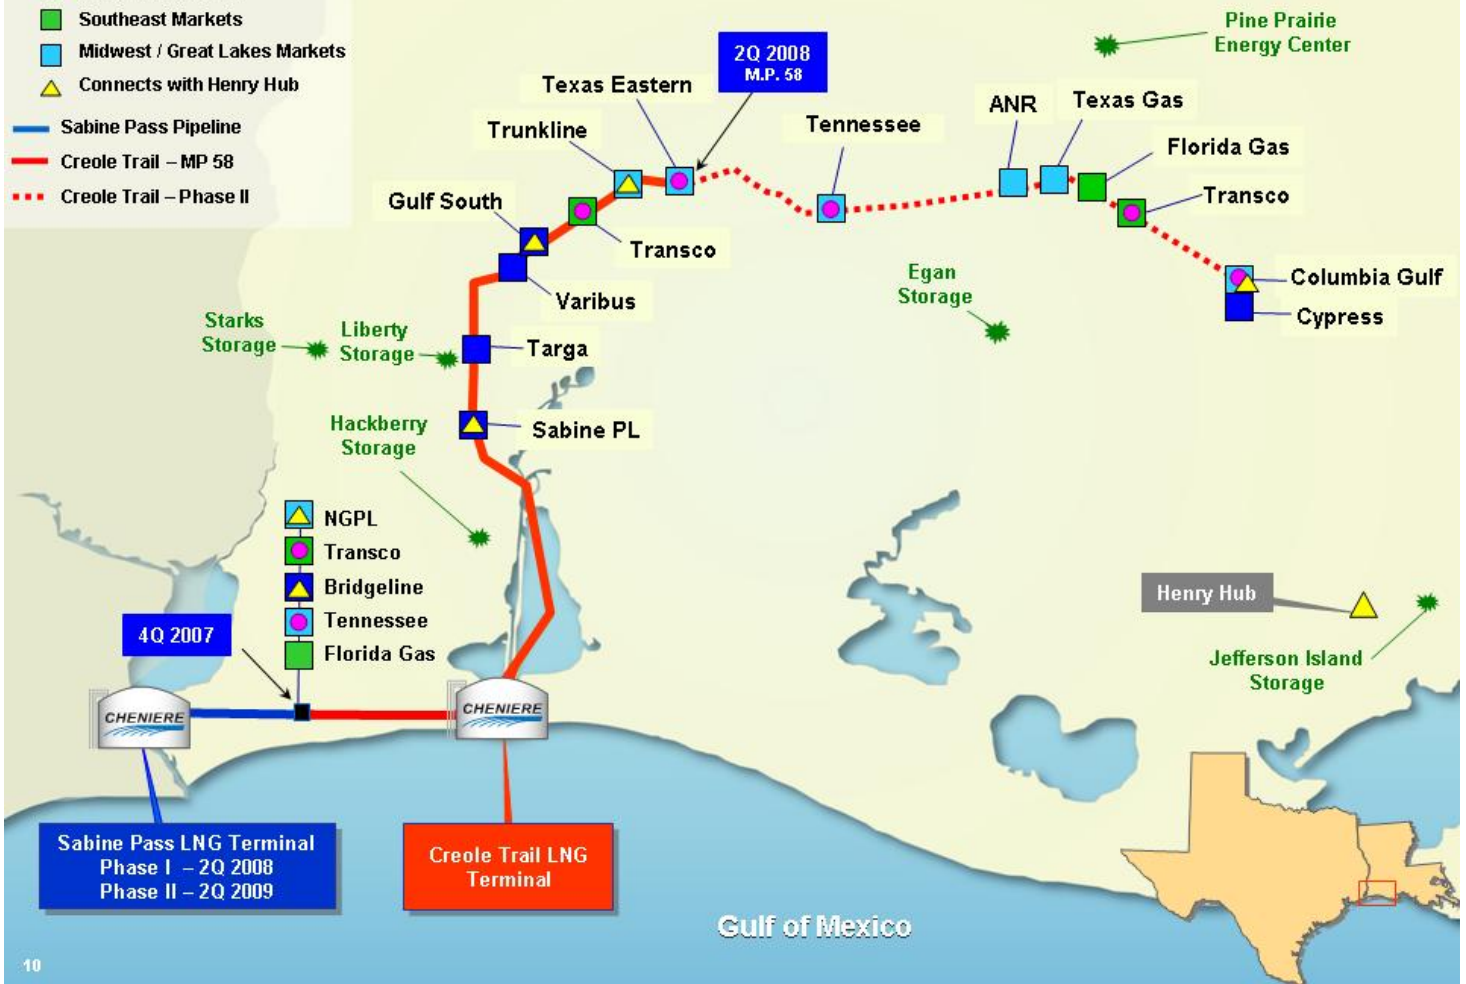 Southeast Markets
Midwest / Great Lakes Markets
Connects with Henry Hub
Sabine Pass Pipeline
Creole Trail – MP 58
Creole Trail – Phase II
Pine Prairie
Energy Center
2Q 2008
M.P. 58
Texas Eastern
Trunkline
Gulf South
Transco
Varibus
Targa
Sabine PL
Tennessee
ANR
Texas Gas
Florida Gas
Transco
Columbia Gulf
Cypress
Egan
Storage
Starks
Storage
Liberty
Storage
Hackberry
Storage
NGPL
Transco
Bridgeline
Tennessee
Florida Gas
4Q 2007
Henry Hub
Jefferson Island
Storage
CHENIERE
CHENIERE
Sabine Pass LNG Terminal
Phase I – 2Q 2008
Phase II – 2Q 2009
Creole Trail LNG
Terminal
Gulf of Mexico
10